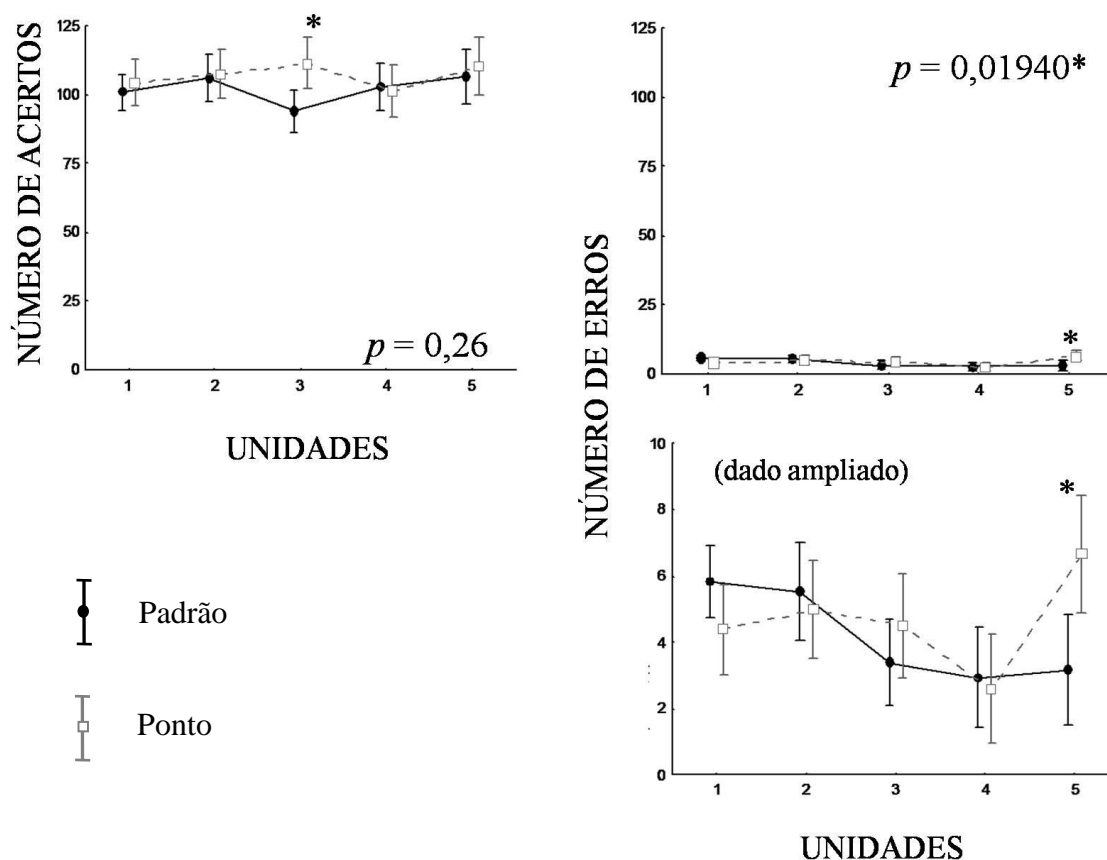 NÚMERO DE ACERTOS
125
100
75
50
25
0
*
p = 0,26
1 2 3 4 5
UNIDADES
NÚMERO DE ERROS
125
100
75
50
25
0
p = 0,01940*
*
1 2 3 4 5
10
8
6
4
2
0
(dado ampliado)
*
1 2 3 4 5
UNIDADES
Padrão
Ponto